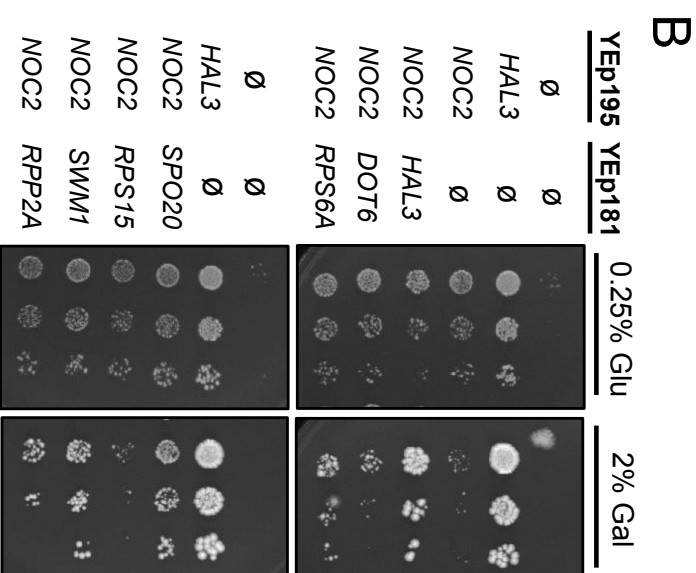 B
YEp195 YEp181 0.25% Glu 2% Gal
Ø Ø
HAL3 Ø
NOC2 Ø
NOC2 HAL3
NOC2 DOT6
NOC2 RPS6A
Ø Ø
HAL3 Ø
NOC2 SPO20
NOC2 RPS15
NOC2 SWM1
NOC2 RPP2A